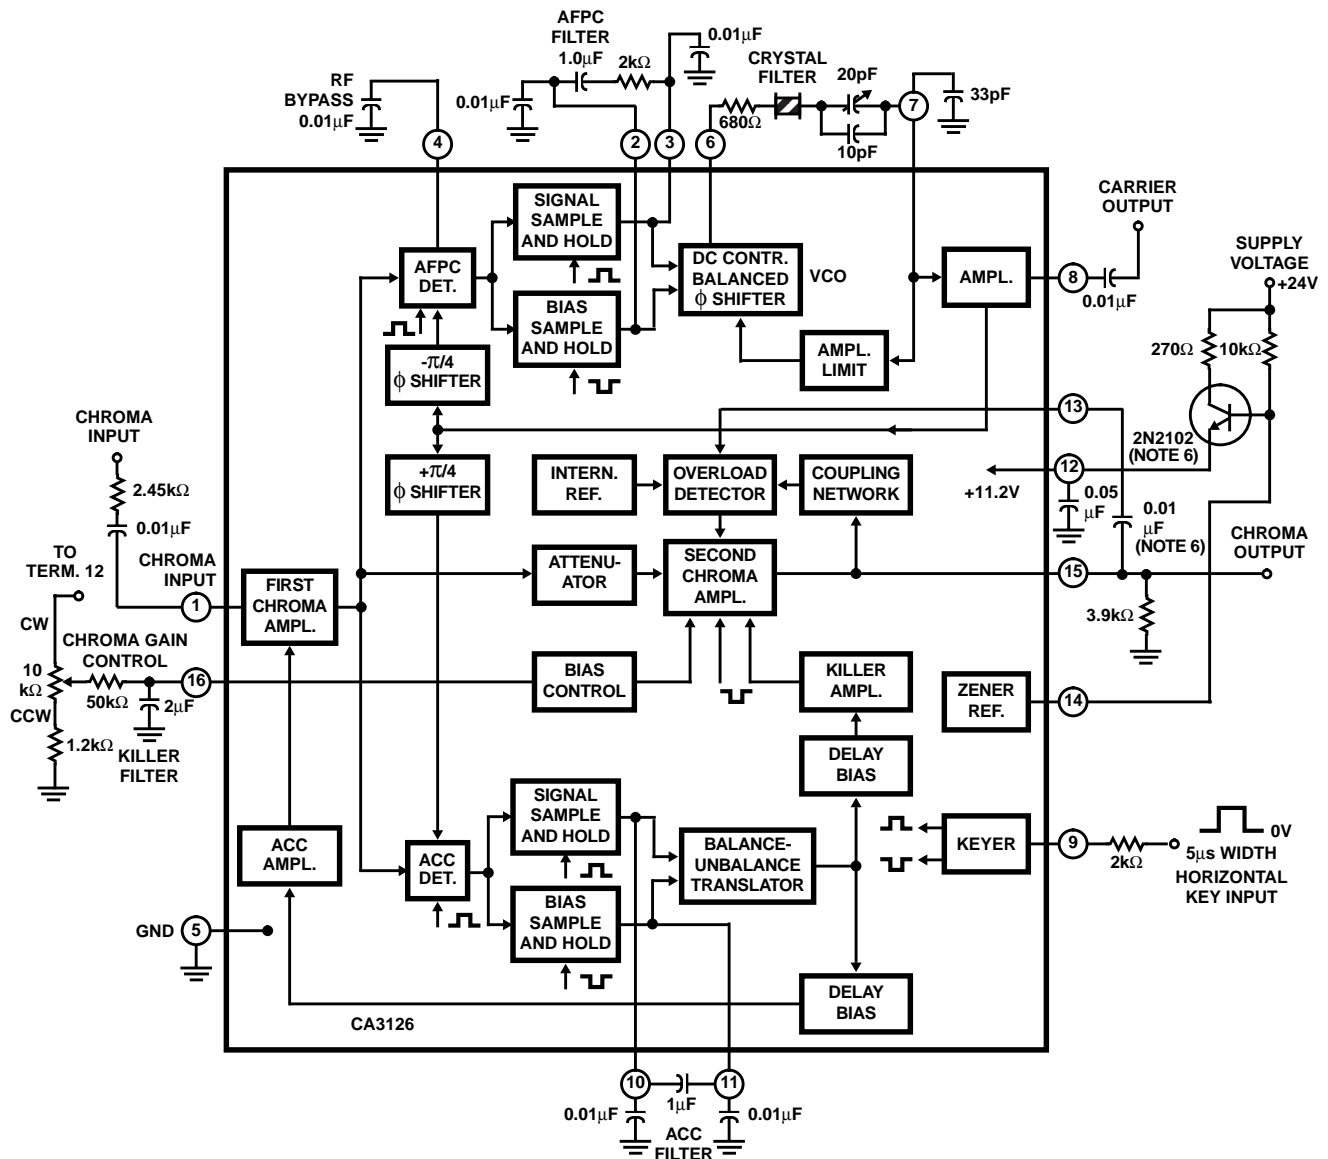 AFPC
FILTER
1.0μF
2kΩ
0.01μF
0.01μF
RF
BYPASS
0.01μF
CRYSTAL
FILTER
680Ω
20pF
10pF
33pF
4
2
3
6
7
SIGNAL
SAMPLE
AND HOLD
AFPC
DET.
BIAS
SAMPLE
AND HOLD
DC CONTR.
BALANCED
ϕ SHIFTER
VCO
AMPL.
8
0.01μF
CARRIER
OUTPUT
SUPPLY
VOLTAGE
+24V
270Ω
10kΩ
-π/4
ϕ SHIFTER
AMPL.
LIMIT
13
2N2102
(NOTE 6)
CHROMA
INPUT
2.45kΩ
0.01μF
+π/4
ϕ SHIFTER
INTERN.
REF.
OVERLOAD
DETECTOR
COUPLING
NETWORK
+11.2V
12
0.05
μF
0.01
μF
(NOTE 6)
CHROMA
OUTPUT
TO
TERM. 12
CHROMA
INPUT
1
FIRST
CHROMA
AMPL.
ATTENU-
ATOR
SECOND
CHROMA
AMPL.
15
3.9kΩ
CW
10
kΩ
CCW
1.2kΩ
CHROMA GAIN
CONTROL
50kΩ
2μF
KILLER
FILTER
16
BIAS
CONTROL
KILLER
AMPL.
ZENER
REF.
14
DELAY
BIAS
SIGNAL
SAMPLE
AND HOLD
ACC
AMPL.
ACC
DET.
BIAS
SAMPLE
AND HOLD
BALANCE-
UNBALANCE
TRANSLATOR
KEYER
9
2kΩ
0V
5μs WIDTH
HORIZONTAL
KEY INPUT
GND
5
DELAY
BIAS
CA3126
10
11
0.01μF
1μF
0.01μF
ACC
FILTER